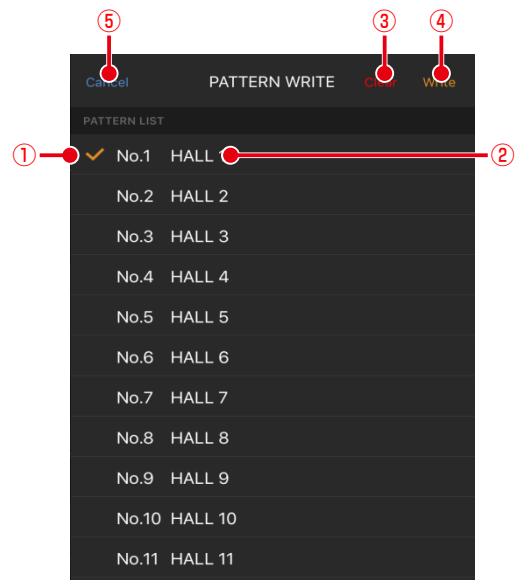 ⑤ ③ ④
Cancel PATTERN WRITE Clear Write
PATTERN LIST
① No.1 HALL 1 ②
No.2 HALL 2
No.3 HALL 3
No.4 HALL 4
No.5 HALL 5
No.6 HALL 6
No.7 HALL 7
No.8 HALL 8
No.9 HALL 9
No.10 HALL 10
No.11 HALL 11